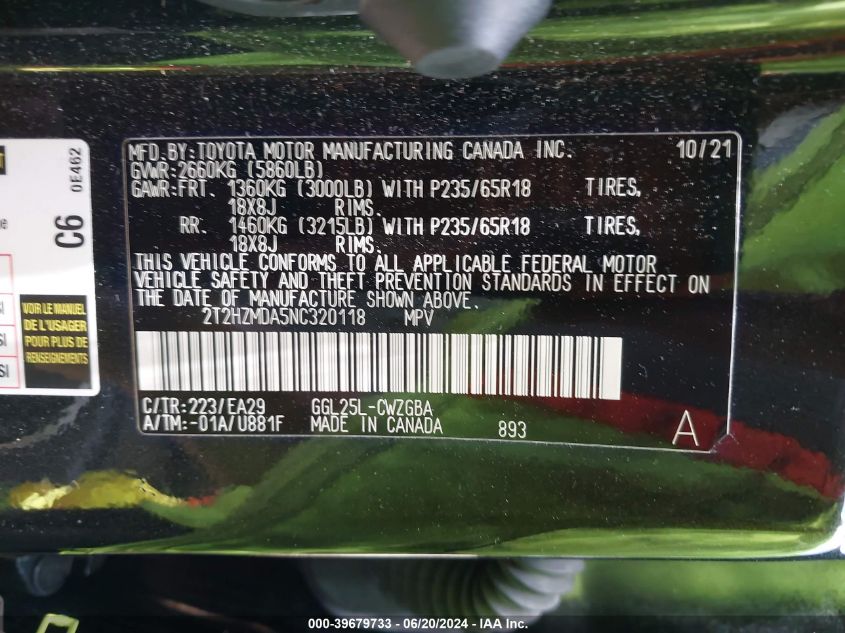 MFD.BY:TOYOTA MOTOR MANUFACTURING CANADA INC. 10/21
GVWR:2660KG (5860LB)
GAWR:FRT. 1360KG (3000LB) WITH P235/65R18 TIRES,
18X8J RIMS.
RR. 1460KG (3215LB) WITH P235/65R18 TIRES,
18X8J RIMS.
THIS VEHICLE CONFORMS TO ALL APPLICABLE FEDERAL MOTOR
VEHICLE SAFETY AND THEFT PREVENTION STANDARDS IN EFFECT ON
THE DATE OF MANUFACTURE SHOWN ABOVE.
2T2HZMDA5NC320118 MPV
C/TR:223/EA29 GGL25L-CWZGBA
A/TM:-01A/U881F MADE IN CANADA 893 A
C6 0E462
VOIR LE MANUEL
DE L'USAGER
POUR PLUS DE
RENSEIGNEMENTS
000-39679733 - 06/20/2024 - IAA, Inc.